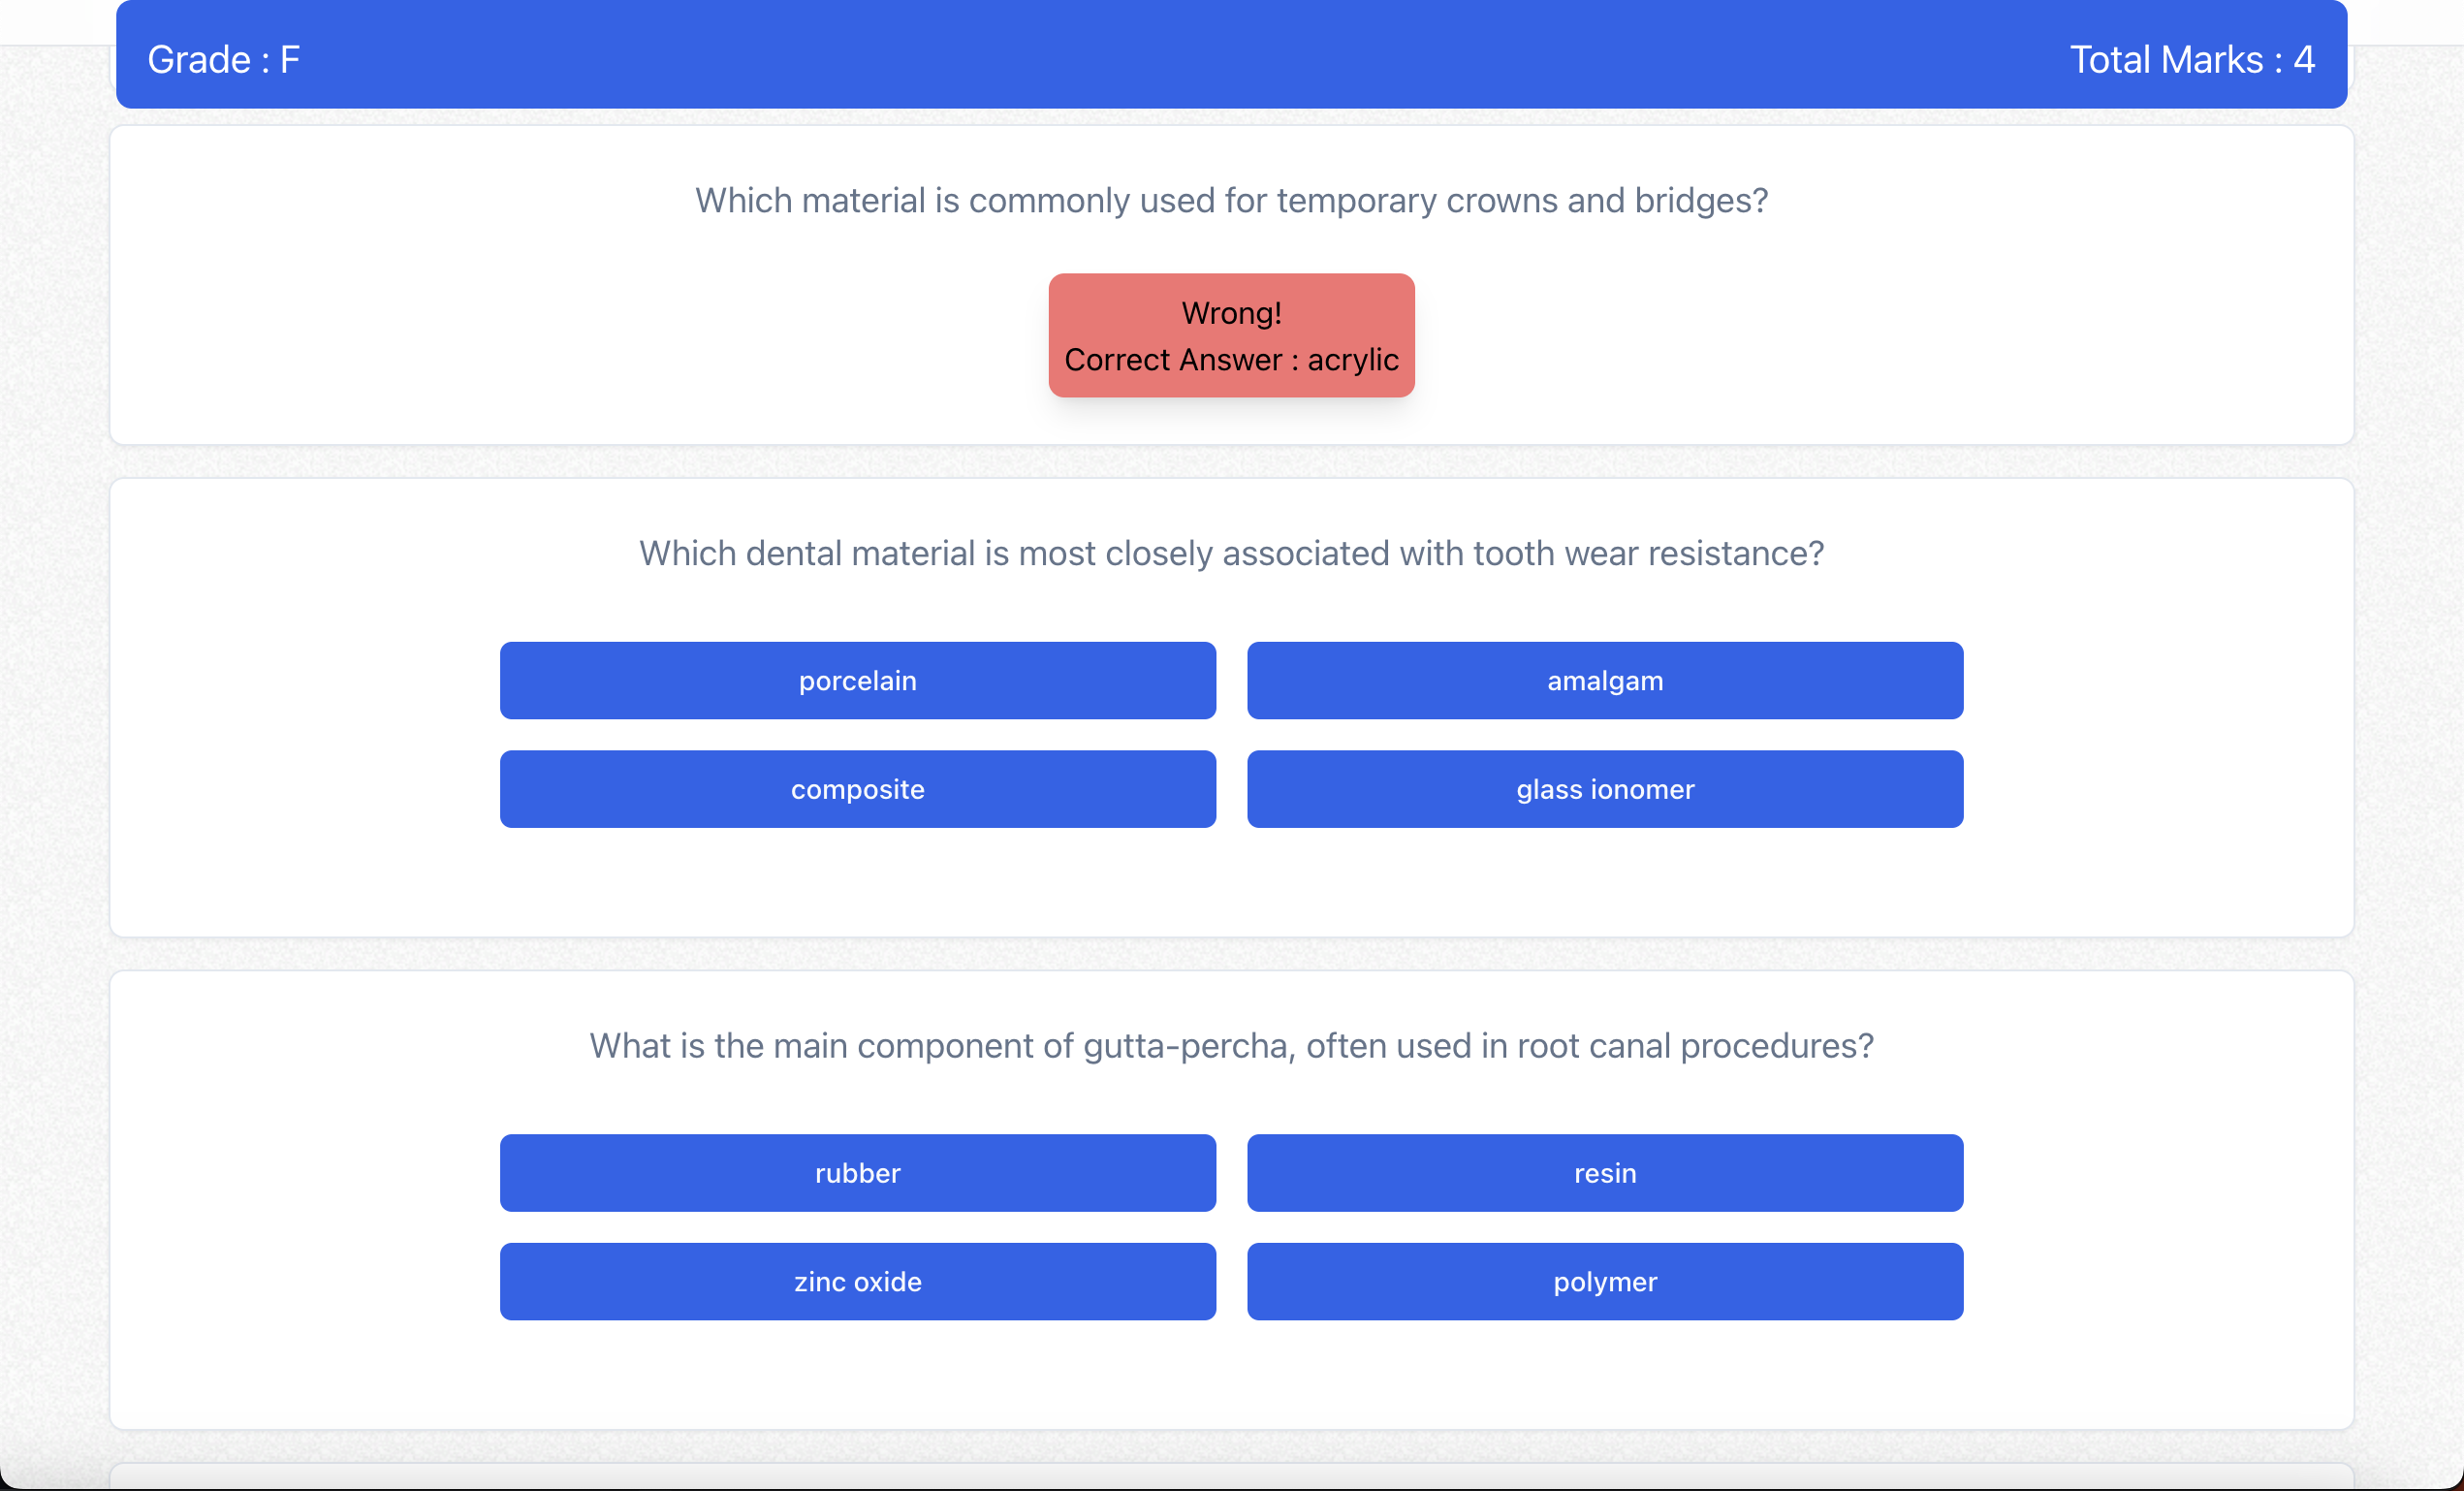 Grade : F
Total Marks : 4
Which material is commonly used for temporary crowns and bridges?
Wrong!
Correct Answer : acrylic
Which dental material is most closely associated with tooth wear resistance?
porcelain
amalgam
composite
glass ionomer
What is the main component of gutta-percha, often used in root canal procedures?
rubber
resin
zinc oxide
polymer